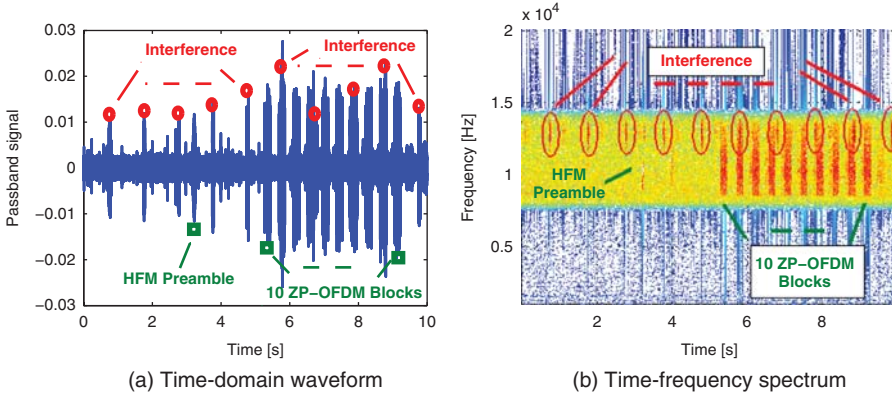 0.03
0.02
0.01
0
−0.01
−0.02
−0.03
Passband signal
Interference
Interference
HFM Preamble
10 ZP−OFDM Blocks
0 2 4 6 8 10
Time [s]
(a) Time-domain waveform
× 10⁴
2
1.5
1
0.5
Frequency [Hz]
Interference
HFM
Preamble
10 ZP−OFDM
Blocks
2 4 6 8
Time [s]
(b) Time-frequency spectrum